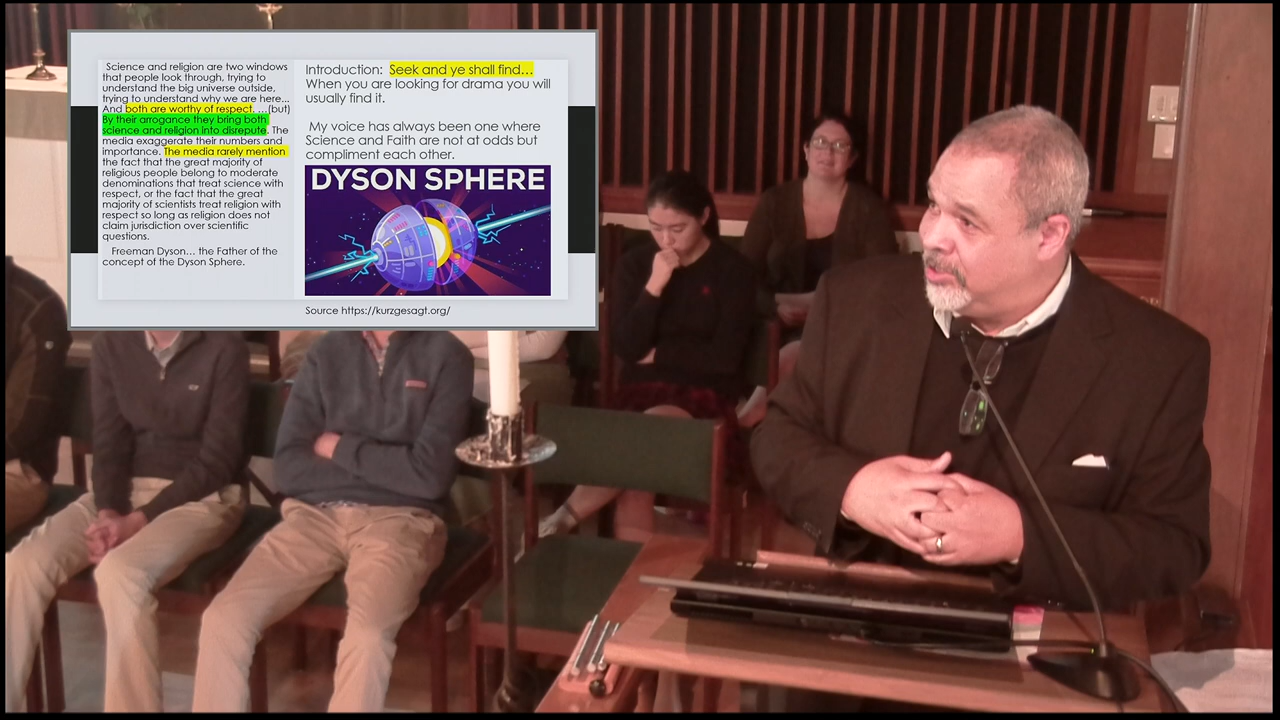 Science and religion are two windows
that people look through, trying to
understand the big universe outside,
trying to understand why we are here...
And both are worthy of respect. ...(but)
By their arrogance they bring both
science and religion into disrepute. The
media exaggerate their numbers and
importance. The media rarely mention
the fact that the great majority of
religious people belong to moderate
denominations that treat science with
respect, or the fact that the great
majority of scientists treat religion with
respect so long as religion does not
claim jurisdiction over scientific
questions.
Freeman Dyson... the Father of the
concept of the Dyson Sphere.
Introduction: Seek and ye shall find...
When you are looking for drama you will
usually find it.
My voice has always been one where
Science and Faith are not at odds but
compliment each other.
DYSON SPHERE
Source https://kurzgesagt.org/